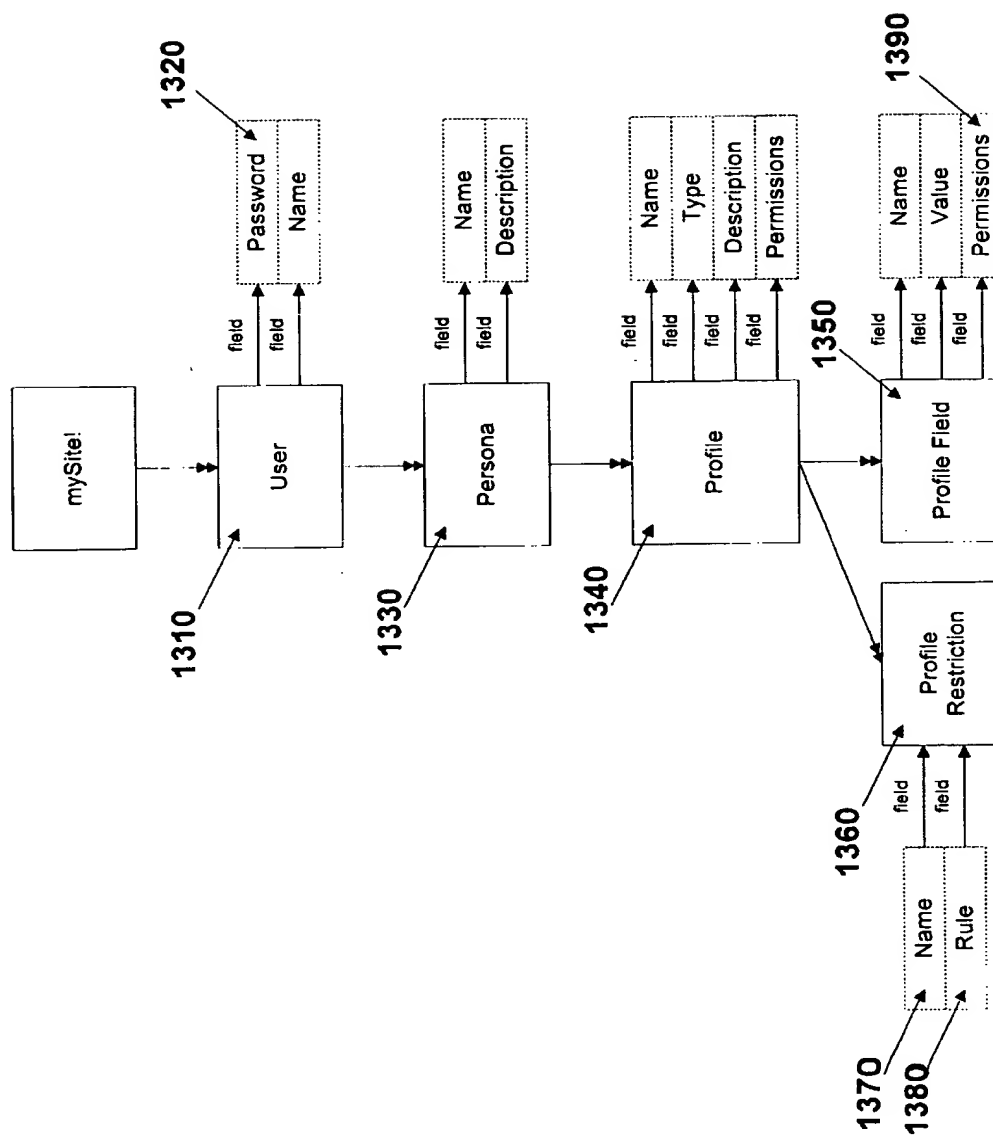 mySite!
1310
User
field
field
Password
Name
1320
1330
Persona
field
field
Name
Description
1340
Profile
field
field
field
field
Name
Type
Description
Permissions
1360
Profile
Restriction
field
field
1370
Name
1380
Rule
1350
Profile Field
field
field
field
Name
Value
Permissions
1390